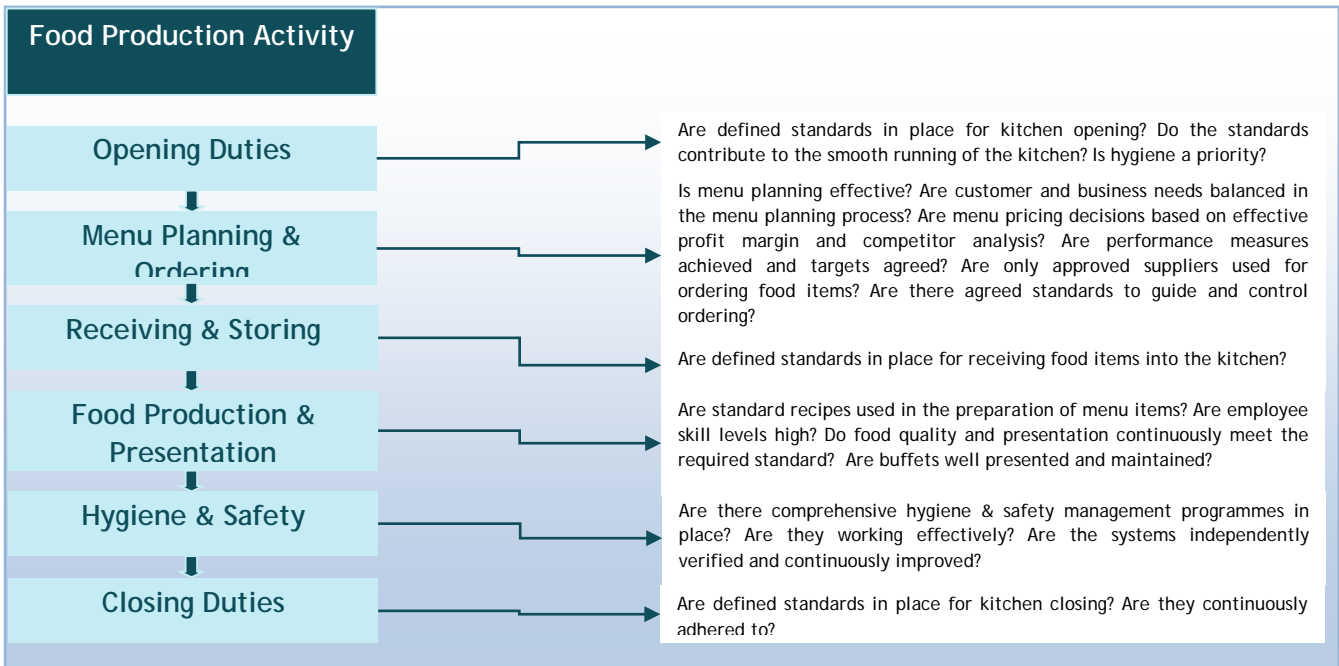 Food Production Activity
Opening Duties
Are defined standards in place for kitchen opening? Do the standards
contribute to the smooth running of the kitchen? Is hygiene a priority?
Menu Planning &
Ordering
Is menu planning effective? Are customer and business needs balanced in
the menu planning process? Are menu pricing decisions based on effective
profit margin and competitor analysis? Are performance measures
achieved and targets agreed? Are only approved suppliers used for
ordering food items? Are there agreed standards to guide and control
ordering?
Receiving & Storing
Are defined standards in place for receiving food items into the kitchen?
Food Production &
Presentation
Are standard recipes used in the preparation of menu items? Are employee
skill levels high? Do food quality and presentation continuously meet the
required standard? Are buffets well presented and maintained?
Hygiene & Safety
Are there comprehensive hygiene & safety management programmes in
place? Are they working effectively? Are the systems independently
verified and continuously improved?
Closing Duties
Are defined standards in place for kitchen closing? Are they continuously
adhered to?